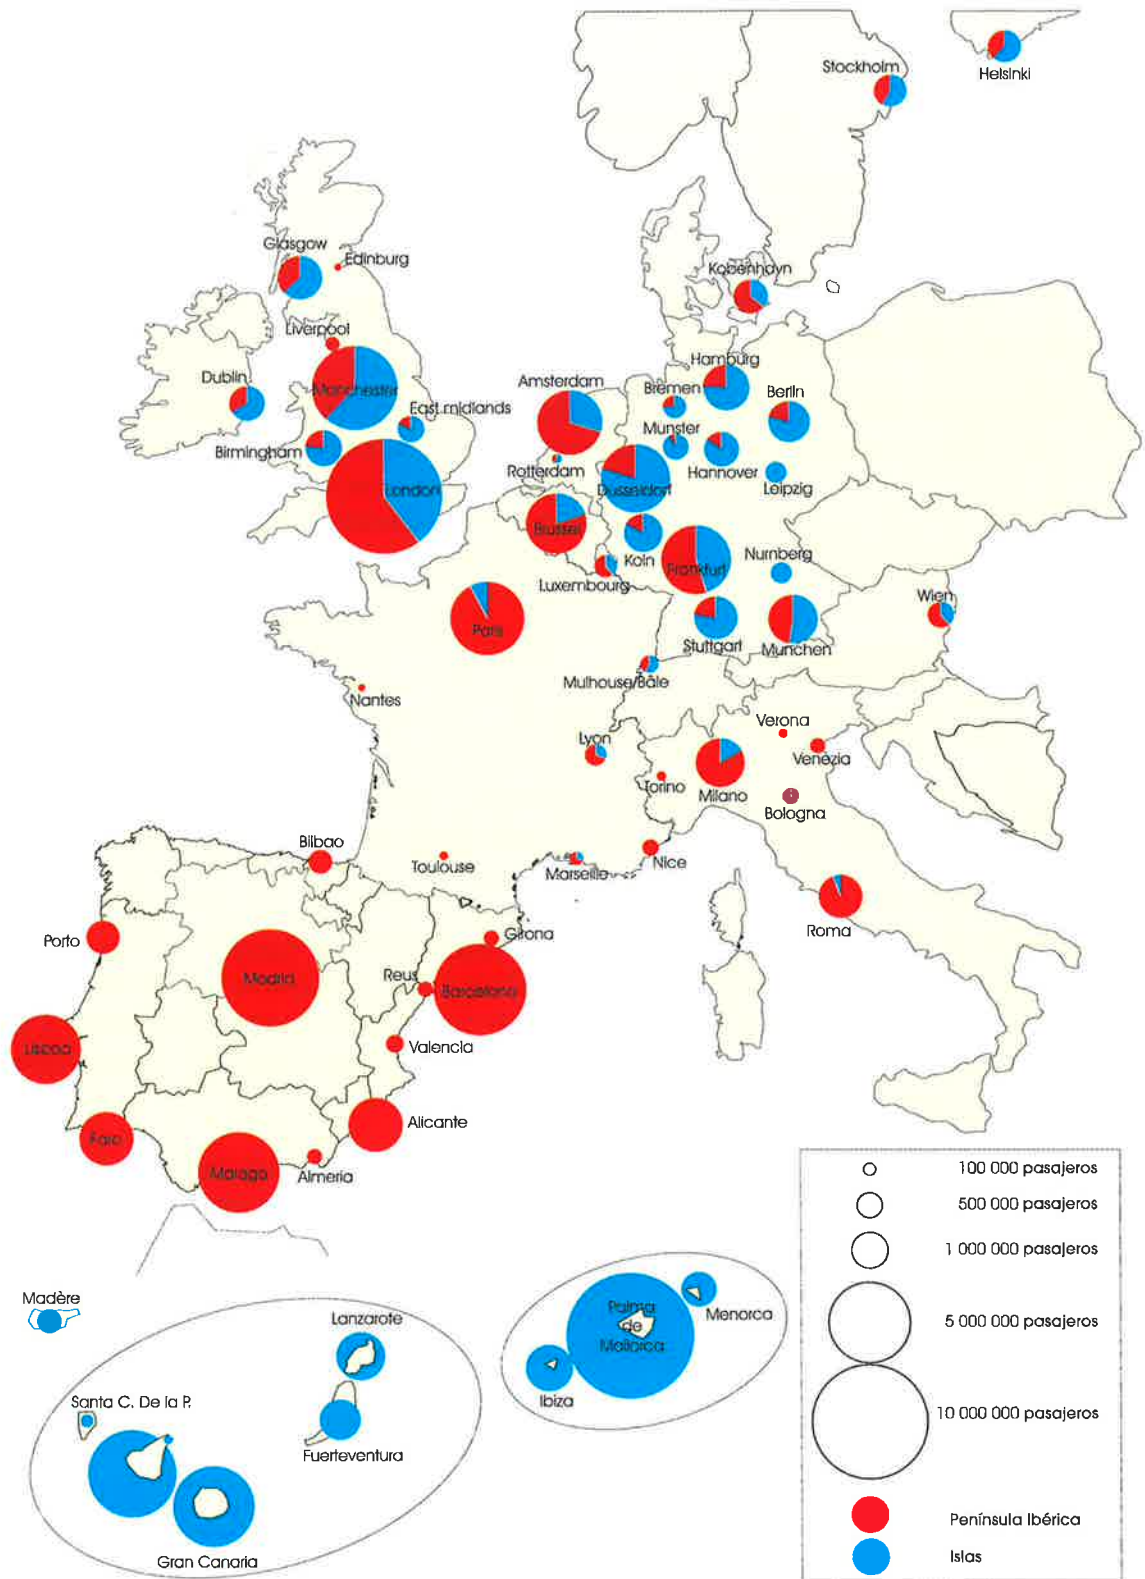 Stockholm
Helsinki
Glasgow
Edinburg
Kobenhavn
Liverpool
Hamburg
Dublin
Manchester
Amsterdam
Bremen
Berlin
East midlands
Munster
Birmingham
Rotterdam
Hannover
London
Dusseldorf
Leipzig
Brussel
Koln
Nurnberg
Frankfurt
Luxembourg
Wien
Paris
Stuttgart
Munchen
Mulhouse/Bâle
Nantes
Verona
Lyon
Venezia
Torino
Milano
Bologna
Bilbao
Toulouse
Marseille
Nice
Roma
Porto
Girona
Madrid
Reus
Barcelona
Lisboa
Valencia
Alicante
Faro
Malaga
Almeria
100 000 pasajeros
500 000 pasajeros
1 000 000 pasajeros
5 000 000 pasajeros
10 000 000 pasajeros
Península Ibérica
Islas
Madère
Lanzarote
Palma
de
Mallorca
Menorca
Ibiza
Santa C. De la P.
Fuerteventura
Gran Canaria